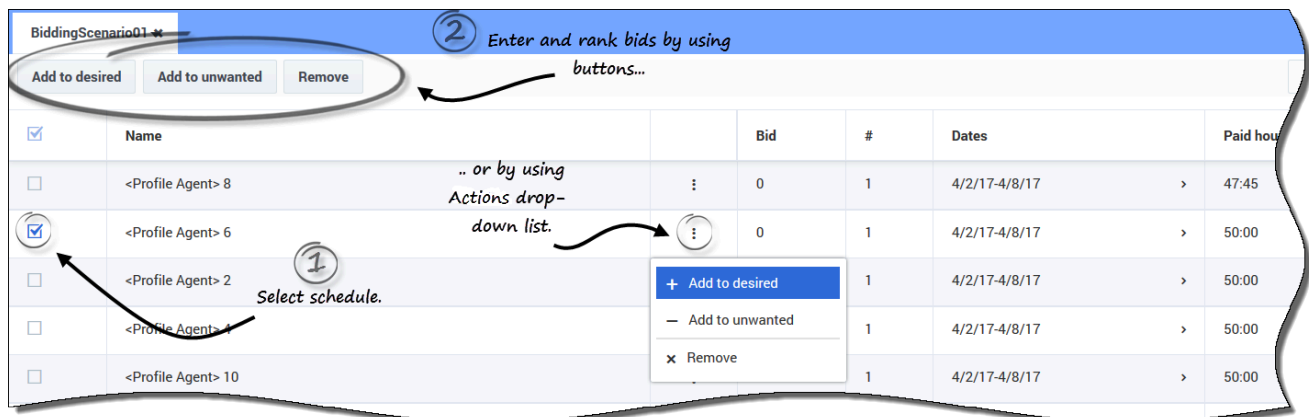 BiddingScenario01 ×
2 Enter and rank bids by using
buttons...
Add to desired Add to unwanted Remove
Name Bid # Dates Paid hou
<Profile Agent> 8 ⋮ 0 1 4/2/17-4/8/17 › 47:45
.. or by using
Actions drop-
down list.
<Profile Agent> 6 ⋮ 0 1 4/2/17-4/8/17 › 50:00
1
Select schedule.
<Profile Agent> 2 1 4/2/17-4/8/17 › 50:00
+ Add to desired
− Add to unwanted
× Remove
<Profile Agent> 4 1 4/2/17-4/8/17 › 50:00
<Profile Agent> 10 1 4/2/17-4/8/17 › 50:00